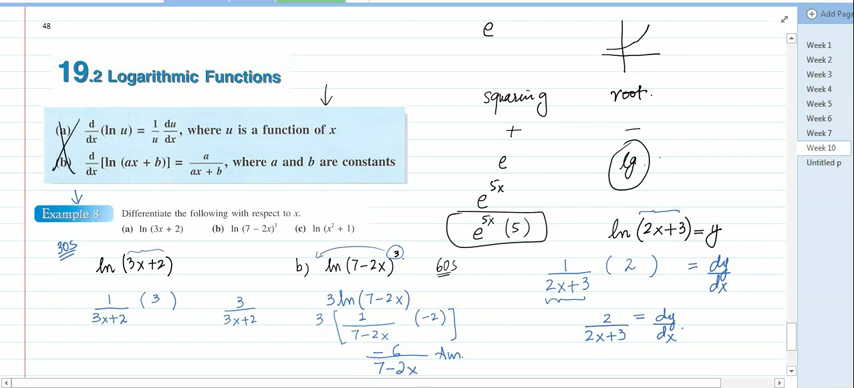 Add Page
48
e
19.2 Logarithmic Functions
squaring root.
+ −
e lg
(a) d/dx (ln u) = 1/u du/dx, where u is a function of x
(b) d/dx [ln (ax + b)] = a/(ax + b), where a and b are constants
e^5x
e^5x (5)
ln (2x+3) = y
Example 8 Differentiate the following with respect to x.
(a) ln (3x + 2) (b) ln (7 − 2x)³ (c) ln (x² + 1)
30s
ln (3x+2)
1/(3x+2) (3) 3/(3x+2)
b) ln (7−2x)³ 60s
3 ln (7−2x)
3 [1/(7−2x) (−2)]
−6/(7−2x) Ans.
1/(2x+3) (2) = dy/dx
2/(2x+3) = dy/dx.
Week 1
Week 2
Week 3
Week 4
Week 5
Week 6
Week 7
Week 10
Untitled p